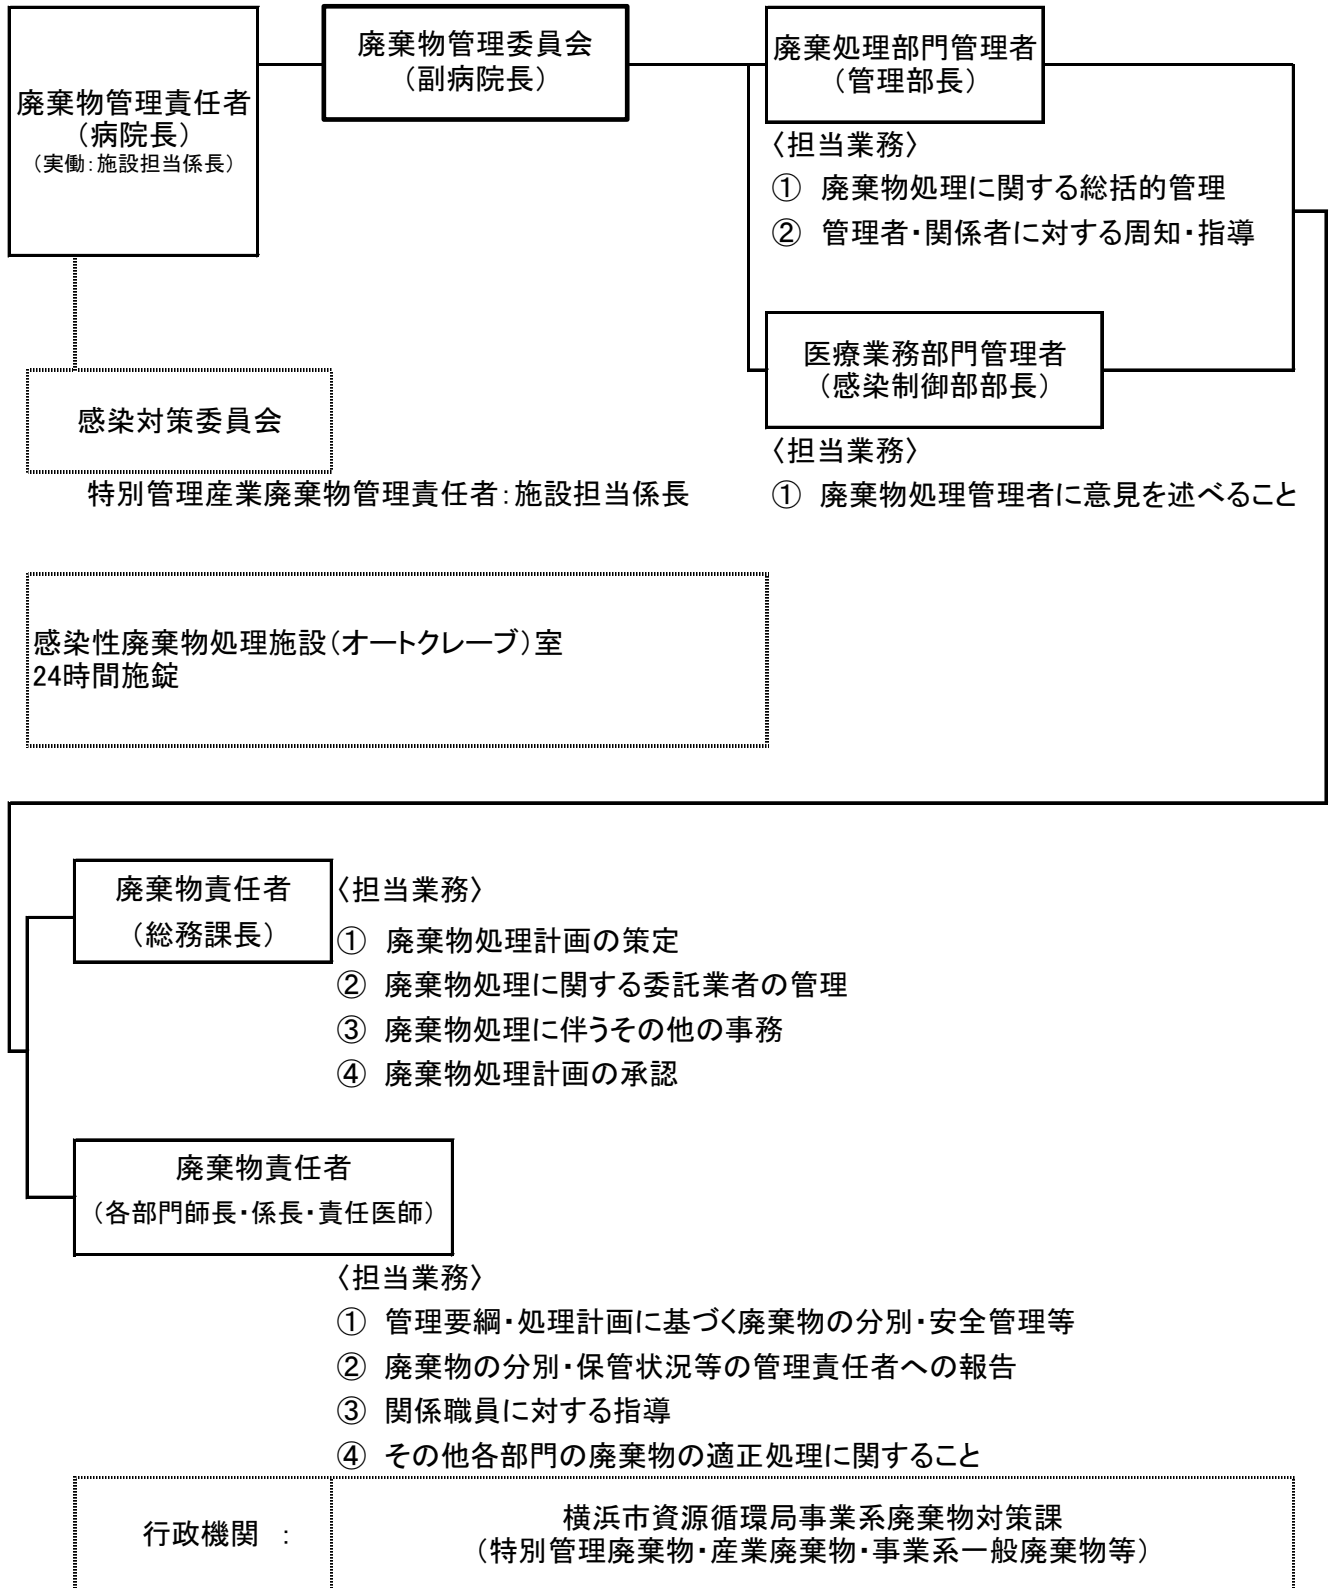 廃棄物管理責任者
（病院長）
（実働：施設担当係長）
廃棄物管理委員会
（副病院長）
廃棄処理部門管理者
（管理部長）
〈担当業務〉
① 廃棄物処理に関する総括的管理
② 管理者・関係者に対する周知・指導
医療業務部門管理者
（感染制御部部長）
〈担当業務〉
① 廃棄物処理管理者に意見を述べること
感染対策委員会
特別管理産業廃棄物管理責任者：施設担当係長
感染性廃棄物処理施設（オートクレーブ）室
24時間施錠
廃棄物責任者
（総務課長）
〈担当業務〉
① 廃棄物処理計画の策定
② 廃棄物処理に関する委託業者の管理
③ 廃棄物処理に伴うその他の事務
④ 廃棄物処理計画の承認
廃棄物責任者
（各部門師長・係長・責任医師）
〈担当業務〉
① 管理要綱・処理計画に基づく廃棄物の分別・安全管理等
② 廃棄物の分別・保管状況等の管理責任者への報告
③ 関係職員に対する指導
④ その他各部門の廃棄物の適正処理に関すること
行政機関 ：
横浜市資源循環局事業系廃棄物対策課
（特別管理廃棄物・産業廃棄物・事業系一般廃棄物等）